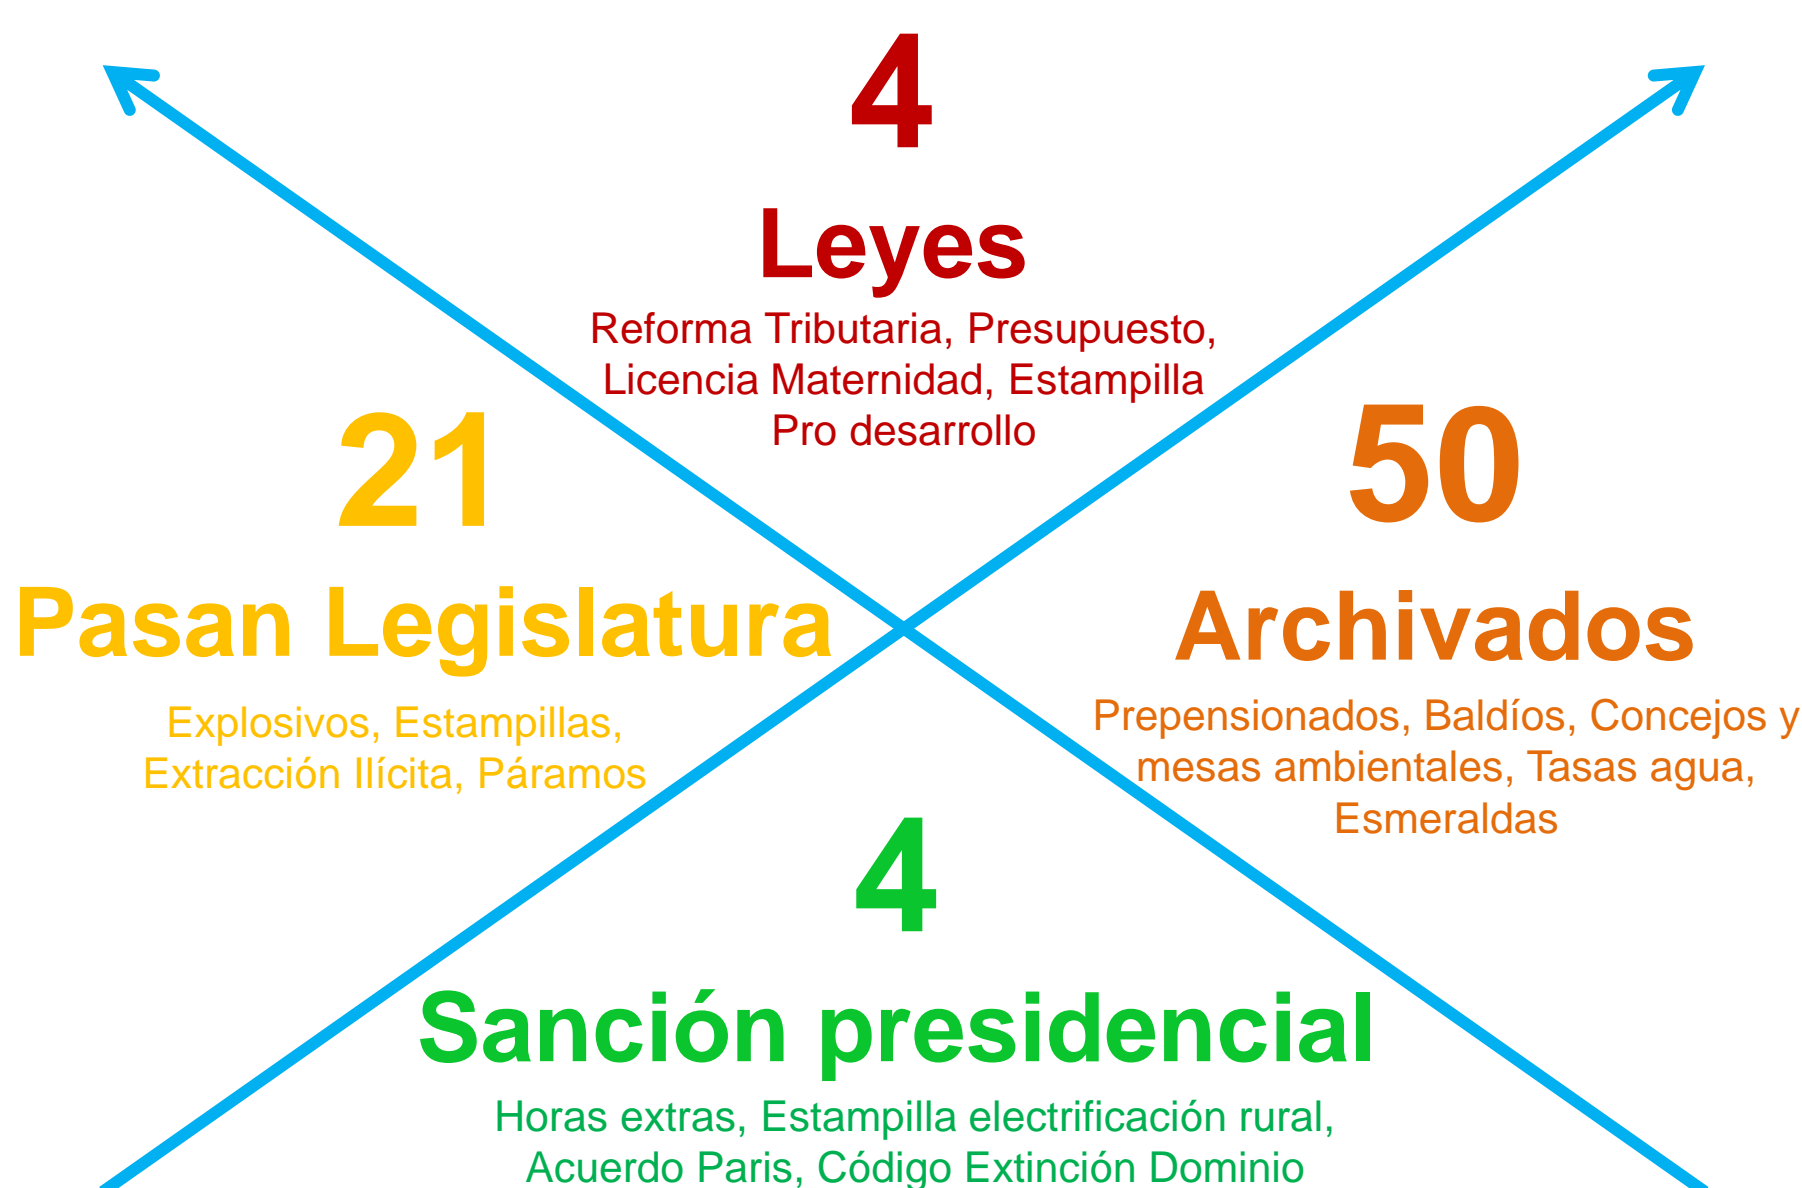 4
Leyes
Reforma Tributaria, Presupuesto,
Licencia Maternidad, Estampilla
Pro desarrollo
21
Pasan Legislatura
Explosivos, Estampillas,
Extracción Ilícita, Páramos
50
Archivados
Prepensionados, Baldíos, Concejos y
mesas ambientales, Tasas agua,
Esmeraldas
4
Sanción presidencial
Horas extras, Estampilla electrificación rural,
Acuerdo Paris, Código Extinción Dominio